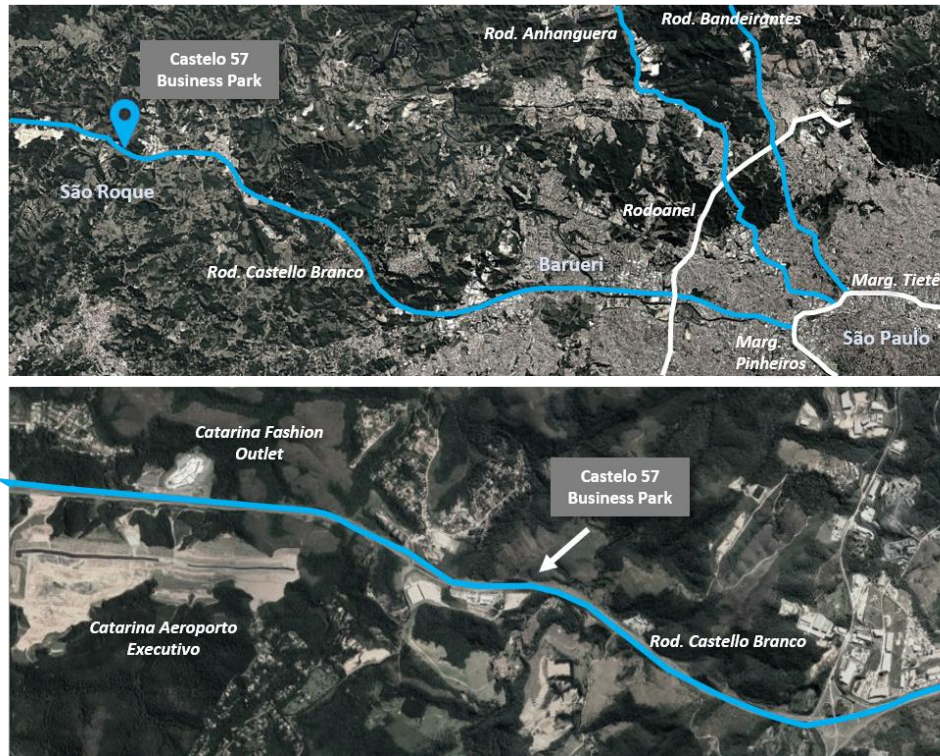 Rod. Bandeirantes
Rod. Anhanguera
Castelo 57
Business Park
São Roque
Rodoanel
Rod. Castello Branco
Barueri
Marg. Tietê
São Paulo
Marg.
Pinheiros
Catarina Fashion
Outlet
Castelo 57
Business Park
Catarina Aeroporto
Executivo
Rod. Castello Branco